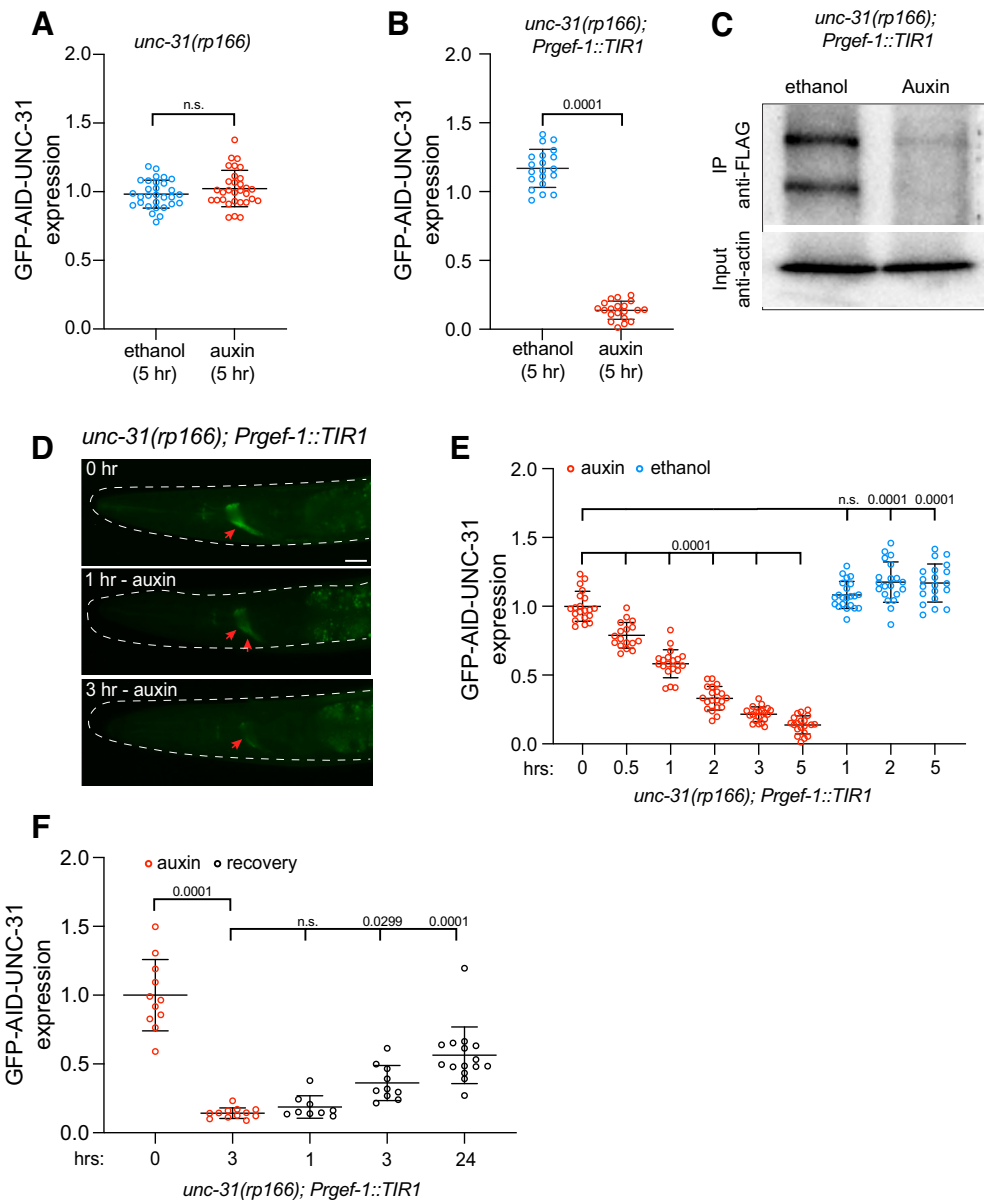 A
unc-31(rp166)
GFP-AID-UNC-31
expression
2.0
1.5
1.0
0.5
0.0
n.s.
ethanol
(5 hr)
auxin
(5 hr)
B
unc-31(rp166);
Prgef-1::TIR1
GFP-AID-UNC-31
expression
2.0
1.5
1.0
0.5
0.0
0.0001
ethanol
(5 hr)
auxin
(5 hr)
C
unc-31(rp166);
Prgef-1::TIR1
ethanol Auxin
IP
anti-FLAG
Input
anti-actin
D
unc-31(rp166); Prgef-1::TIR1
0 hr
1 hr - auxin
3 hr - auxin
E
GFP-AID-UNC-31
expression
2.0
1.5
1.0
0.5
0.0
auxin ethanol
n.s. 0.0001 0.0001
0.0001
hrs: 0 0.5 1 2 3 5 1 2 5
unc-31(rp166); Prgef-1::TIR1
F
GFP-AID-UNC-31
expression
2.0
1.5
1.0
0.5
0.0
auxin recovery
0.0001
n.s. 0.0299 0.0001
hrs: 0 3 1 3 24
unc-31(rp166); Prgef-1::TIR1